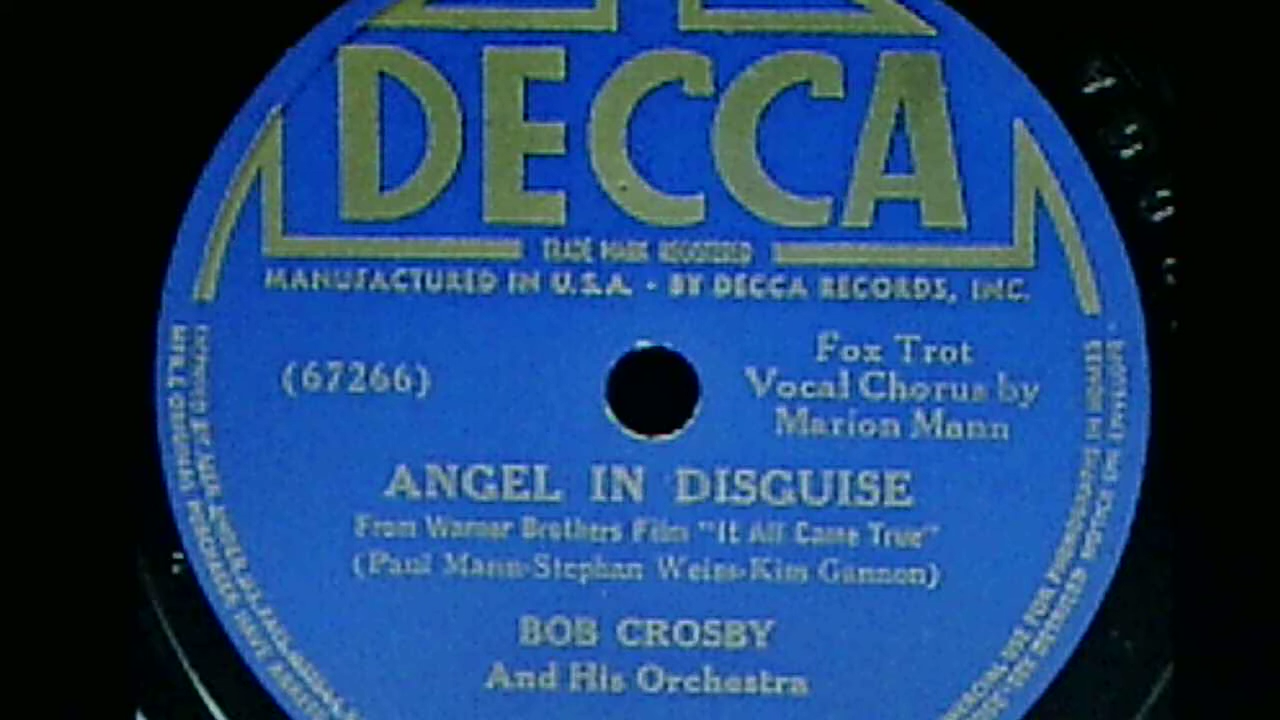 DECCA
TRADE MARK REGISTERED
MANUFACTURED IN U.S.A. · BY DECCA RECORDS, INC.
(67266)
Fox Trot
Vocal Chorus by
Marion Mann
ANGEL IN DISGUISE
From Warner Brothers Film "It All Came True"
(Paul Mann-Stephan Weiss-Kim Gannon)
BOB CROSBY
And His Orchestra